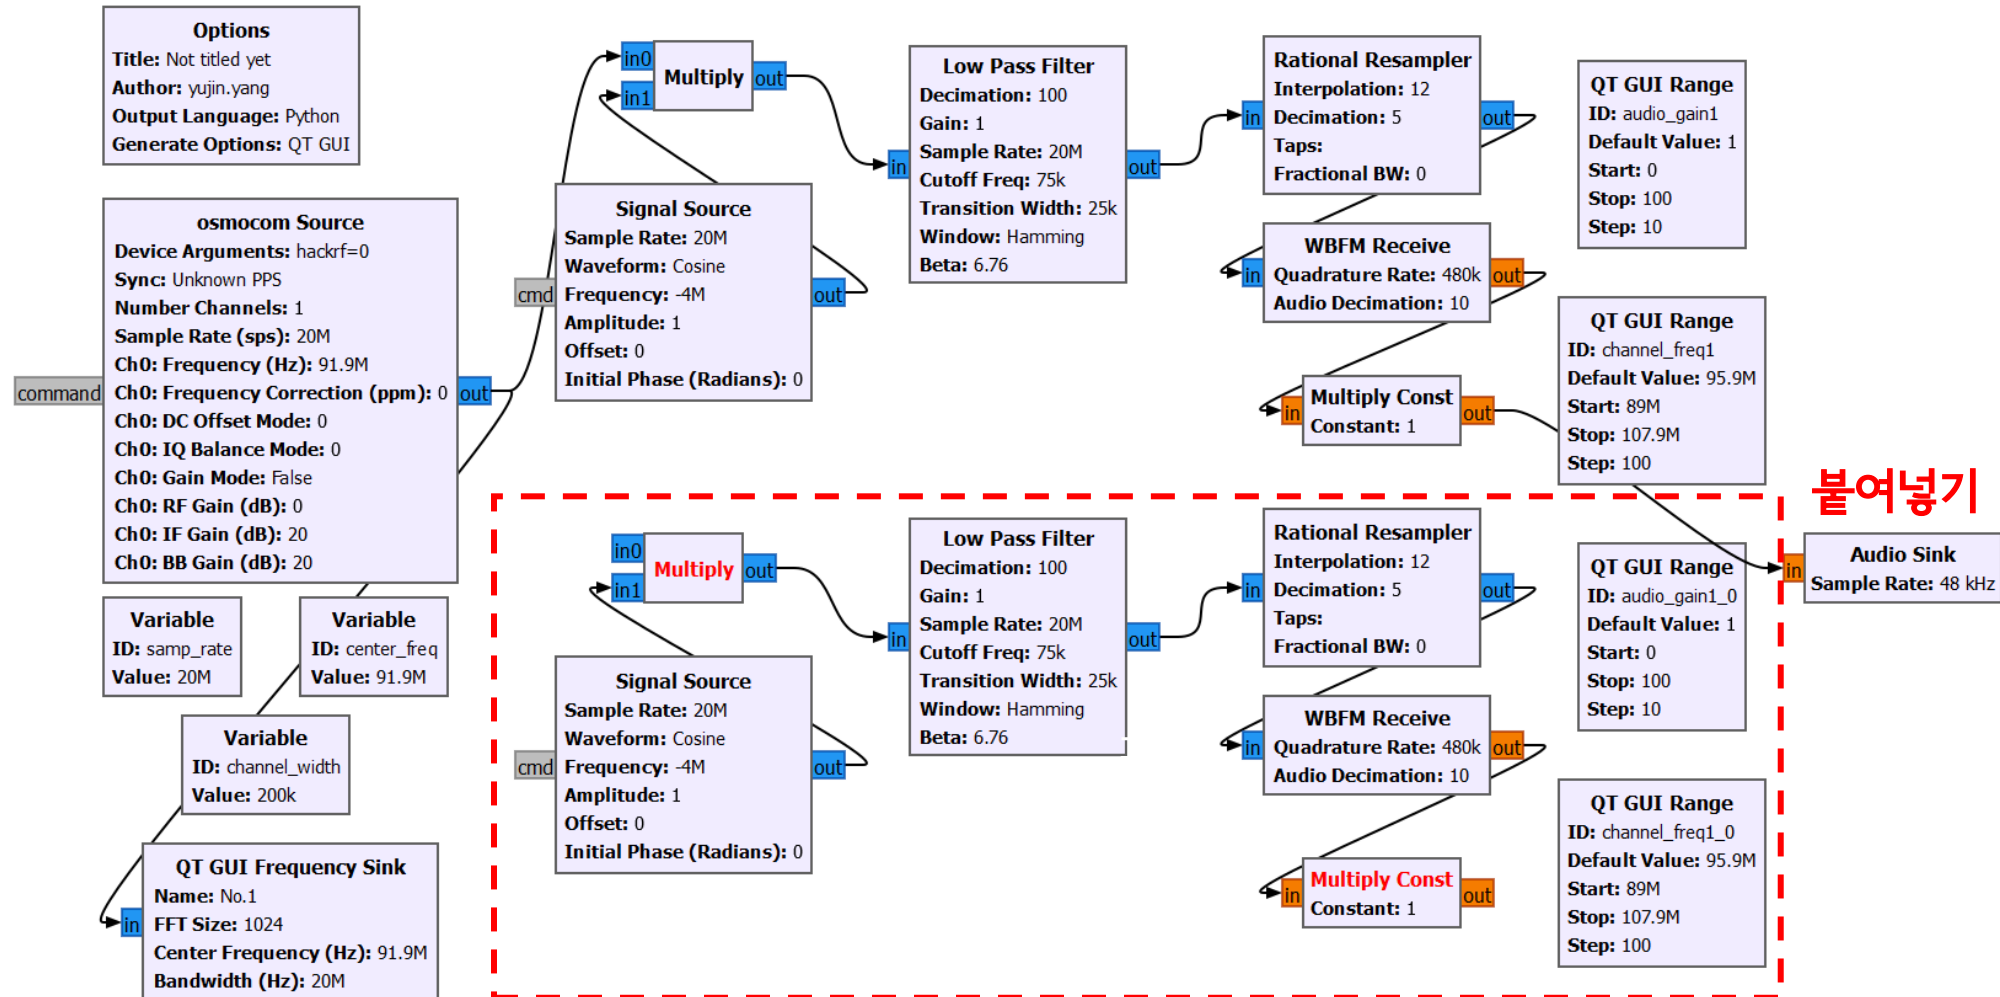 Options
Title: Not titled yet
Author: yujin.yang
Output Language: Python
Generate Options: QT GUI
osmocom Source
Device Arguments: hackrf=0
Sync: Unknown PPS
Number Channels: 1
Sample Rate (sps): 20M
Ch0: Frequency (Hz): 91.9M
Ch0: Frequency Correction (ppm): 0
Ch0: DC Offset Mode: 0
Ch0: IQ Balance Mode: 0
Ch0: Gain Mode: False
Ch0: RF Gain (dB): 0
Ch0: IF Gain (dB): 20
Ch0: BB Gain (dB): 20
command
out
Variable
ID: samp_rate
Value: 20M
Variable
ID: center_freq
Value: 91.9M
Variable
ID: channel_width
Value: 200k
QT GUI Frequency Sink
Name: No.1
FFT Size: 1024
Center Frequency (Hz): 91.9M
Bandwidth (Hz): 20M
in
in0
in1
Multiply
out
Signal Source
Sample Rate: 20M
Waveform: Cosine
Frequency: -4M
Amplitude: 1
Offset: 0
Initial Phase (Radians): 0
cmd
out
Low Pass Filter
Decimation: 100
Gain: 1
Sample Rate: 20M
Cutoff Freq: 75k
Transition Width: 25k
Window: Hamming
Beta: 6.76
in
out
Rational Resampler
Interpolation: 12
Decimation: 5
Taps:
Fractional BW: 0
in
out
WBFM Receive
Quadrature Rate: 480k
Audio Decimation: 10
in
out
Multiply Const
Constant: 1
in
out
QT GUI Range
ID: audio_gain1
Default Value: 1
Start: 0
Stop: 100
Step: 10
QT GUI Range
ID: channel_freq1
Default Value: 95.9M
Start: 89M
Stop: 107.9M
Step: 100
붙여넣기
in
Audio Sink
Sample Rate: 48 kHz
in0
in1
Multiply
out
Signal Source
Sample Rate: 20M
Waveform: Cosine
Frequency: -4M
Amplitude: 1
Offset: 0
Initial Phase (Radians): 0
cmd
out
Low Pass Filter
Decimation: 100
Gain: 1
Sample Rate: 20M
Cutoff Freq: 75k
Transition Width: 25k
Window: Hamming
Beta: 6.76
in
out
Rational Resampler
Interpolation: 12
Decimation: 5
Taps:
Fractional BW: 0
in
out
WBFM Receive
Quadrature Rate: 480k
Audio Decimation: 10
in
out
Multiply Const
Constant: 1
in
out
QT GUI Range
ID: audio_gain1_0
Default Value: 1
Start: 0
Stop: 100
Step: 10
QT GUI Range
ID: channel_freq1_0
Default Value: 95.9M
Start: 89M
Stop: 107.9M
Step: 100